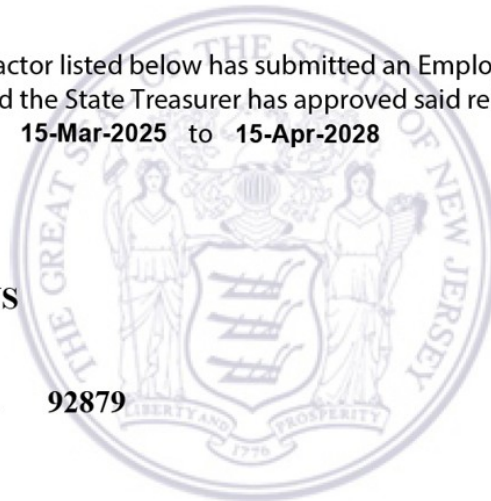 actor listed below has submitted an Emplo
d the State Treasurer has approved said re
15-Mar-2025 to 15-Apr-2028
THE GREAT SEAL OF THE STATE OF NEW JERSEY
S
92879
LIBERTY AND PROSPERITY
1776